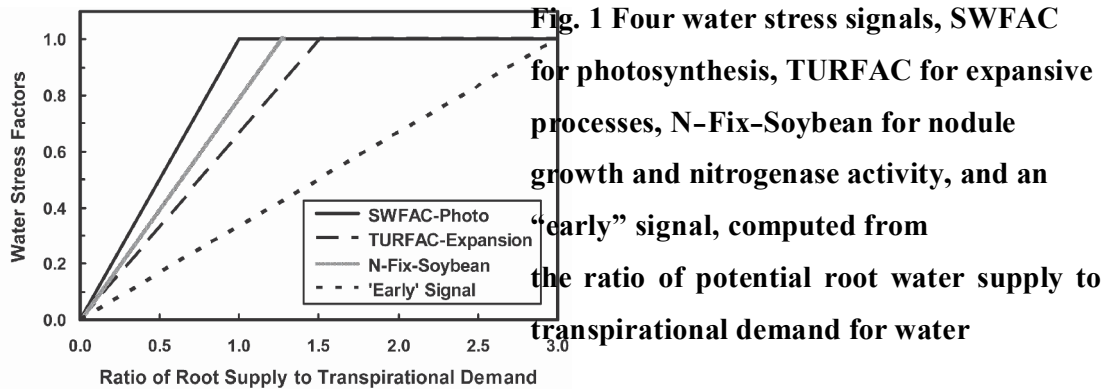 1.0
0.8
0.6
0.4
0.2
0.0
Water Stress Factors
SWFAC-Photo
TURFAC-Expansion
N-Fix-Soybean
'Early' Signal
0.0 0.5 1.0 1.5 2.0 2.5 3.0
Ratio of Root Supply to Transpirational Demand
Fig. 1 Four water stress signals, SWFAC
for photosynthesis, TURFAC for expansive
processes, N-Fix-Soybean for nodule
growth and nitrogenase activity, and an
“early” signal, computed from
the ratio of potential root water supply to
transpirational demand for water